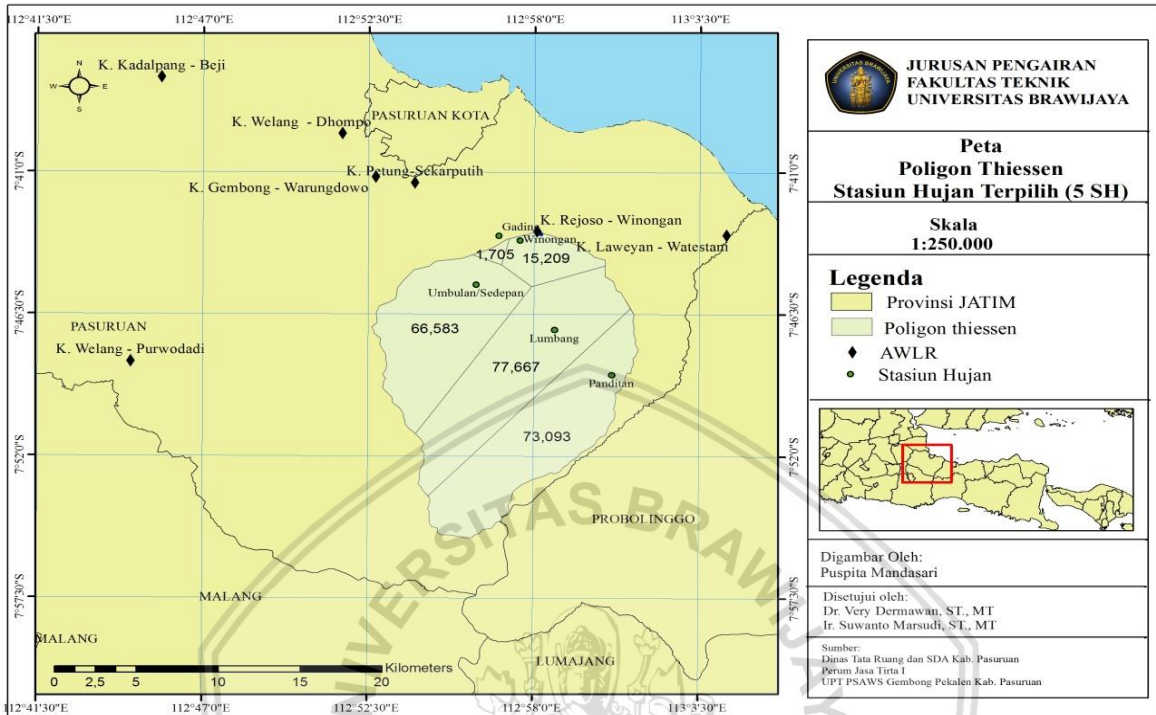 112°41'30"E 112°47'0"E 112°52'30"E 112°58'0"E 113°3'30"E
7°41'0"S
7°46'30"S
7°52'0"S
7°57'30"S
N
W E
S
K. Kadalpang - Beji
K. Welang - Dhompo
PASURUAN KOTA
K. Petung-Sekarputih
K. Gembong - Warungdowo
Gading
K. Rejoso - Winongan
Winongan
K. Laweyan - Watestani
1,705
15,209
Umbulan/Sedepan
66,583
PASURUAN
Lumbang
K. Welang - Purwodadi
77,667
Panditan
73,093
PROBOLINGGO
MALANG
MALANG
LUMAJANG
Kilometers
0 2,5 5 10 15 20
7°41'0"S
7°46'30"S
7°52'0"S
7°57'30"S
112°41'30"E 112°47'0"E 112°52'30"E 112°58'0"E 113°3'30"E
UNIVERSITAS BRAWIJAYA
UNIVERSITAS BRAWIJAYA
JURUSAN PENGAIRAN
FAKULTAS TEKNIK
UNIVERSITAS BRAWIJAYA
Peta
Poligon Thiessen
Stasiun Hujan Terpilih (5 SH)
Skala
1:250.000
Legenda
Provinsi JATIM
Poligon thiessen
AWLR
Stasiun Hujan
Digambar Oleh:
Puspita Mandasari
Disetujui oleh:
Dr. Very Dermawan, ST., MT
Ir. Suwanto Marsudi, ST., MT
Sumber:
Dinas Tata Ruang dan SDA Kab. Pasuruan
Perum Jasa Tirta I
UPT PSAWS Gembong Pekalen Kab. Pasuruan